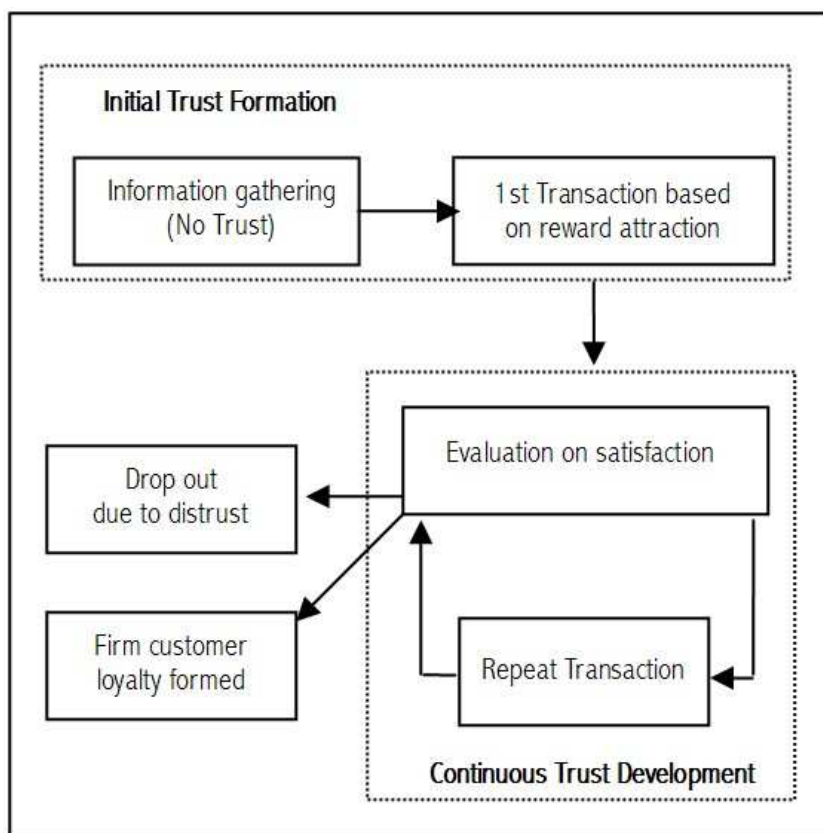 Initial Trust Formation
Information gathering
(No Trust)
1st Transaction based
on reward attraction
Evaluation on satisfaction
Drop out
due to distrust
Firm customer
loyalty formed
Repeat Transaction
Continuous Trust Development